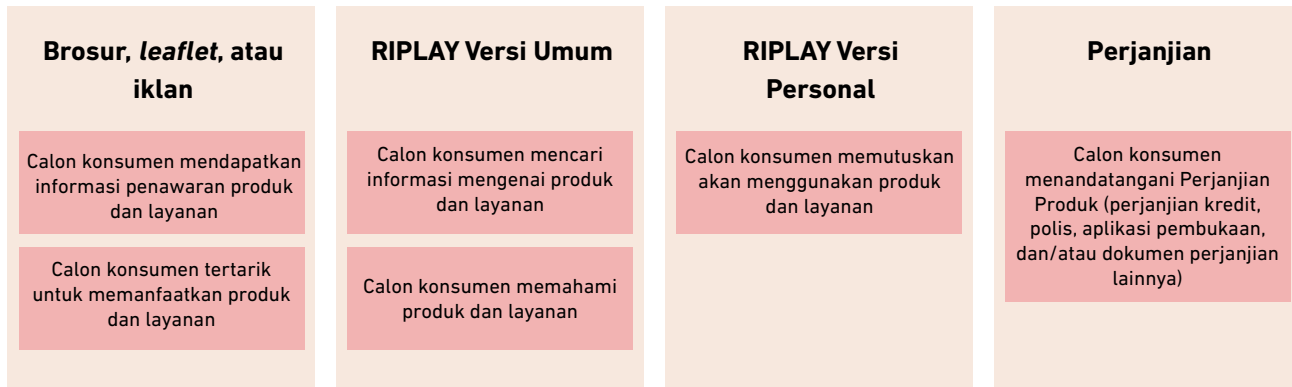 Brosur, leaflet, atau
iklan
Calon konsumen mendapatkan
informasi penawaran produk
dan layanan
Calon konsumen tertarik
untuk memanfaatkan produk
dan layanan
RIPLAY Versi Umum
Calon konsumen mencari
informasi mengenai produk
dan layanan
Calon konsumen memahami
produk dan layanan
RIPLAY Versi
Personal
Calon konsumen memutuskan
akan menggunakan produk
dan layanan
Perjanjian
Calon konsumen
menandatangani Perjanjian
Produk (perjanjian kredit,
polis, aplikasi pembukaan,
dan/atau dokumen perjanjian
lainnya)